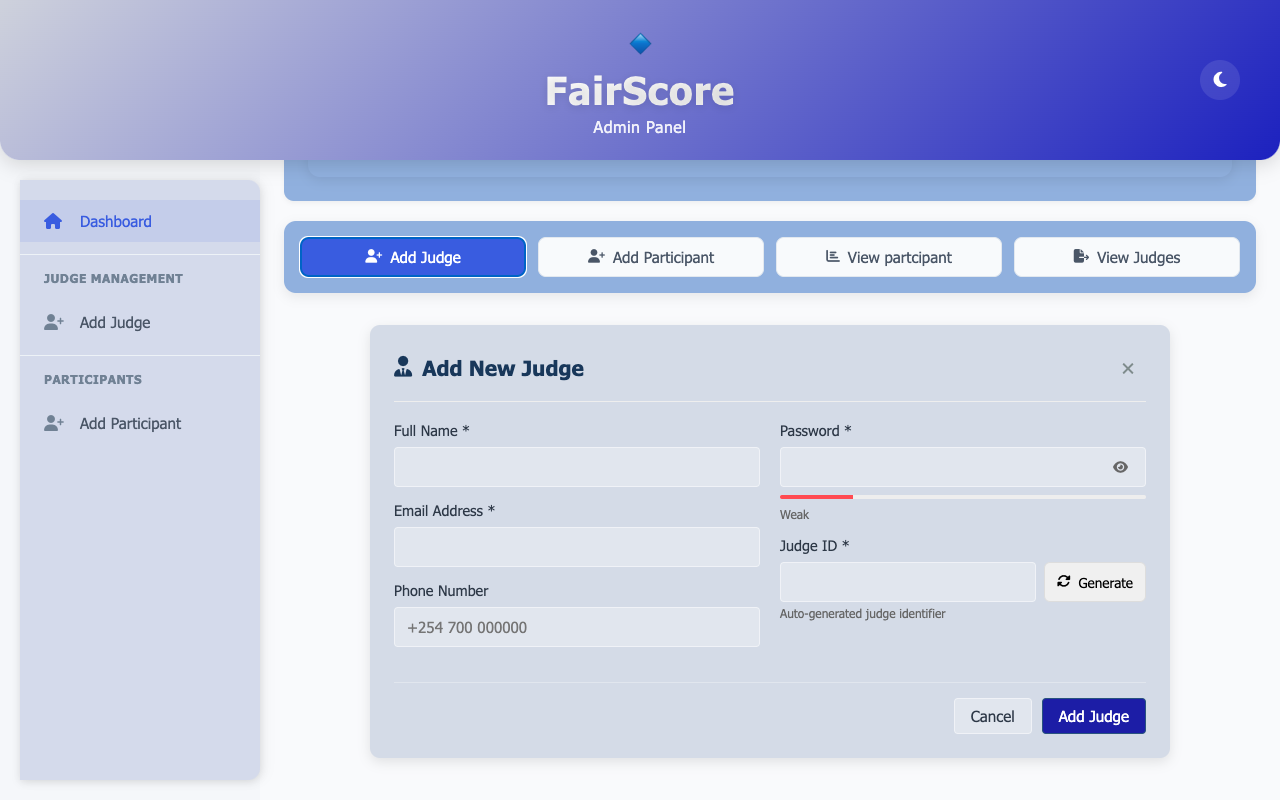 FairScore
Admin Panel
Dashboard
JUDGE MANAGEMENT
Add Judge
PARTICIPANTS
Add Participant
Add Judge
Add Participant
View partcipant
View Judges
Add New Judge
Full Name *
Email Address *
Phone Number
+254 700 000000
Password *
Weak
Judge ID *
Generate
Auto-generated judge identifier
Cancel
Add Judge